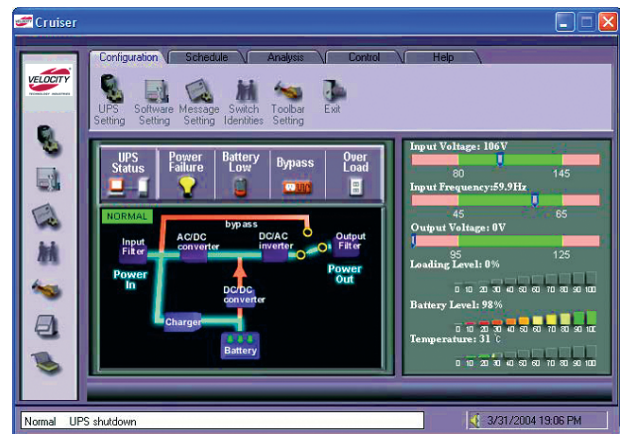 Cruiser
VELOCITY
Configuration Schedule Analysis Control Help
UPS Setting
Software Setting
Message Setting
Switch Identities
Toolbar Setting
Exit
UPS Status
Power Failure
Battery Low
Bypass
Over Load
NORMAL
bypass
Input Filter
AC/DC converter
DC/AC inverter
Output Filter
Power In
Power Out
DC/DC converter
Charger
Battery
Input Voltage: 106V
80 145
Input Frequency:59.9Hz
45 65
Output Voltage: 0V
95 125
Loading Level: 0%
0 10 20 30 40 50 60 70 80 90 100
Battery Level: 98%
0 10 20 30 40 50 60 70 80 90 100
Temperature: 31 C
0 10 20 30 40 50 60 70 80 90 100
Normal UPS shutdown
3/31/2004 19:06 PM